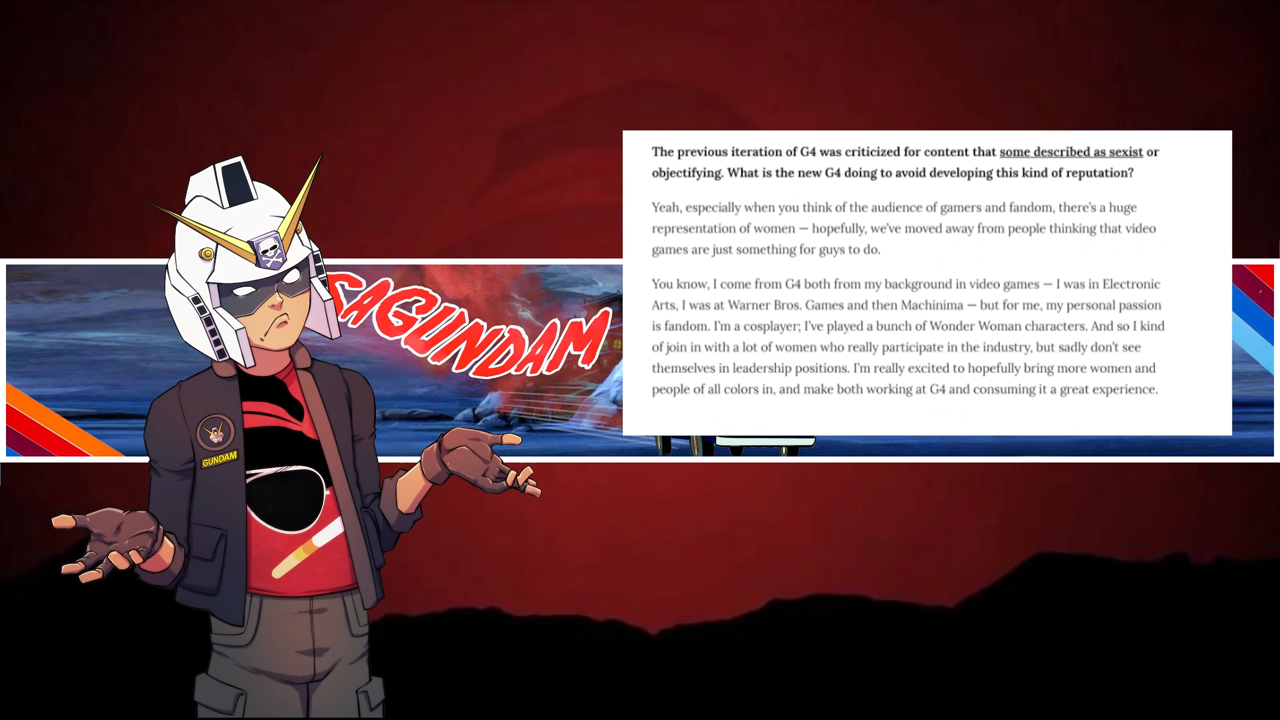 SAGUNDAM
GUNDAM
The previous iteration of G4 was criticized for content that some described as sexist or
objectifying. What is the new G4 doing to avoid developing this kind of reputation?
Yeah, especially when you think of the audience of gamers and fandom, there's a huge
representation of women — hopefully, we've moved away from people thinking that video
games are just something for guys to do.
You know, I come from G4 both from my background in video games — I was in Electronic
Arts, I was at Warner Bros. Games and then Machinima — but for me, my personal passion
is fandom. I'm a cosplayer; I've played a bunch of Wonder Woman characters. And so I kind
of join in with a lot of women who really participate in the industry, but sadly don't see
themselves in leadership positions. I'm really excited to hopefully bring more women and
people of all colors in, and make both working at G4 and consuming it a great experience.